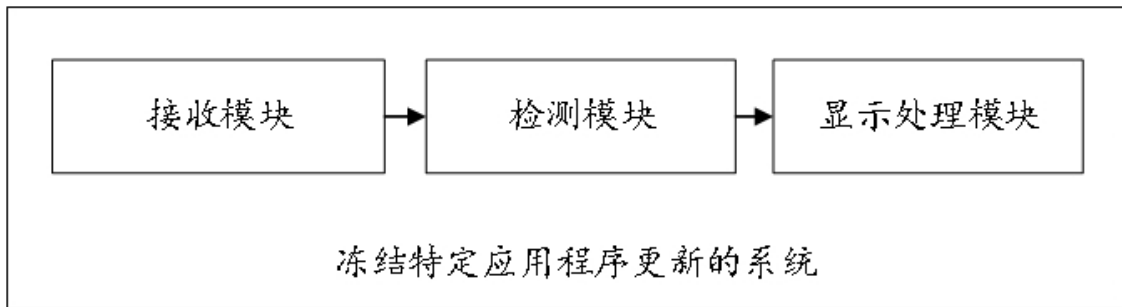 接收模块
检测模块
显示处理模块
冻结特定应用程序更新的系统